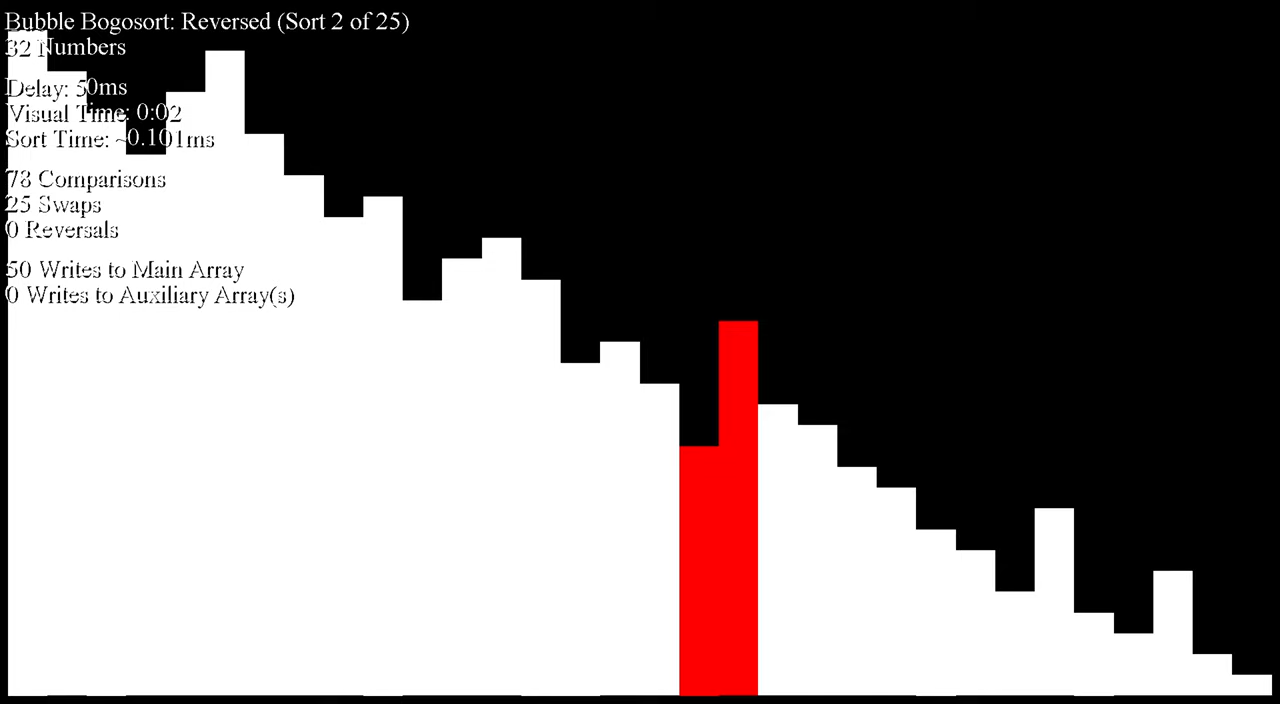 Bubble Bogosort: Reversed (Sort 2 of 25)
32 Numbers
Delay: 50ms
Visual Time: 0:02
Sort Time: ~0.101ms
78 Comparisons
25 Swaps
0 Reversals
50 Writes to Main Array
0 Writes to Auxiliary Array(s)